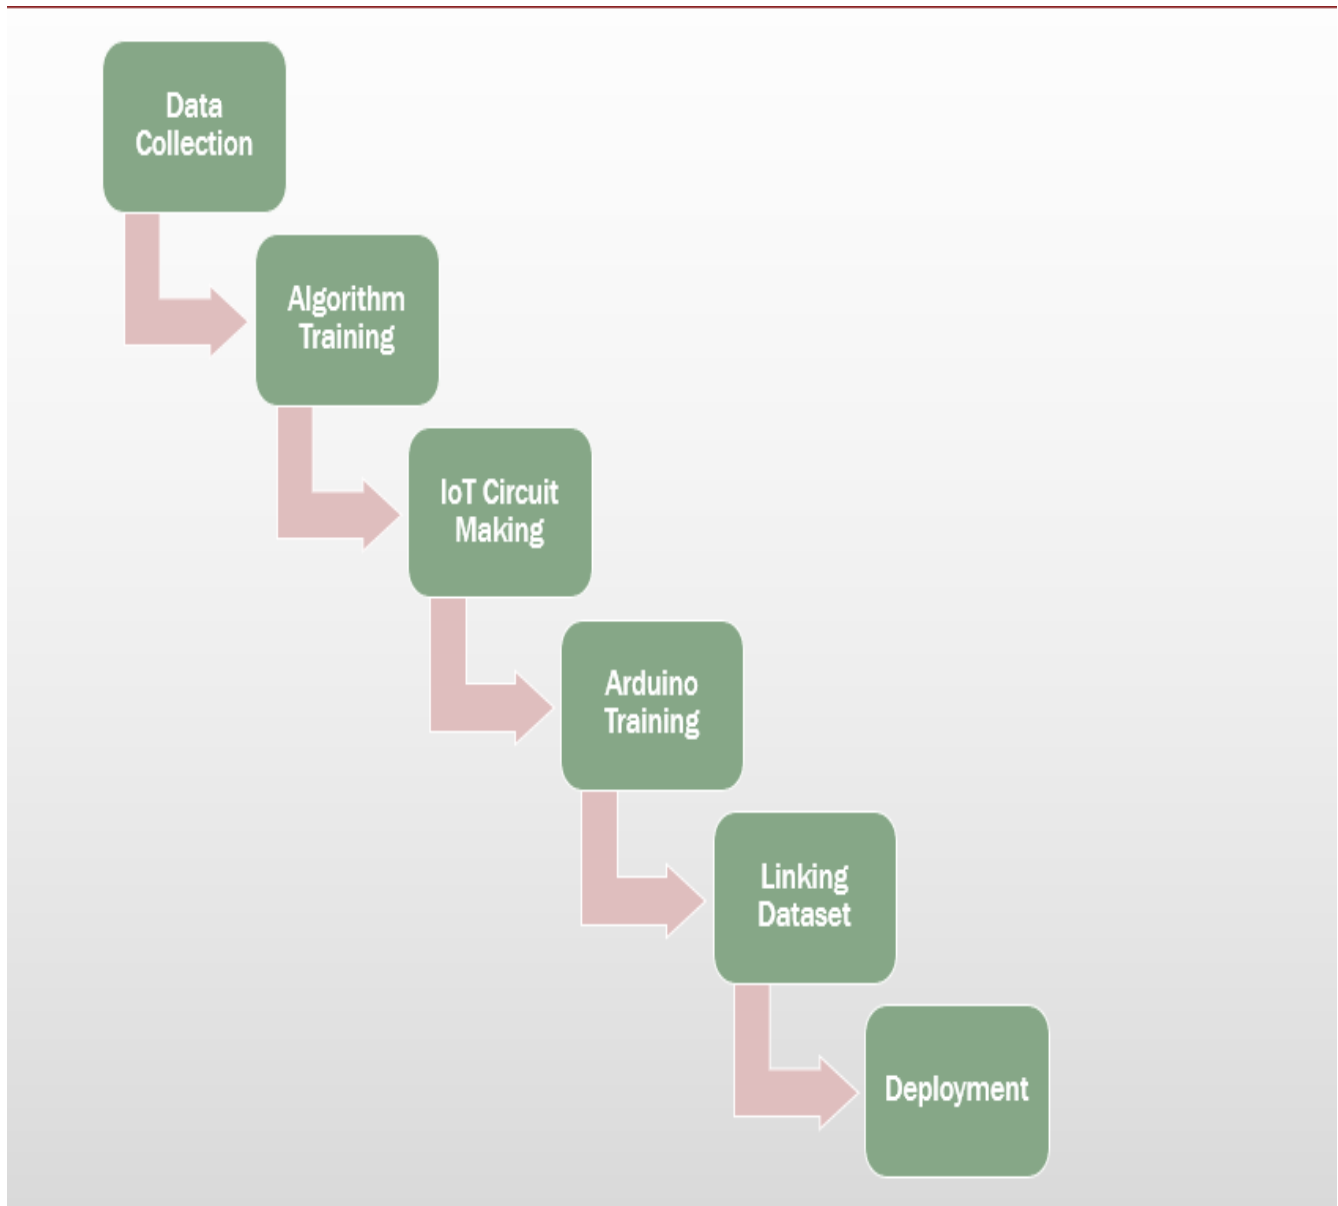 Data
Collection
Algorithm
Training
IoT Circuit
Making
Arduino
Training
Linking
Dataset
Deployment